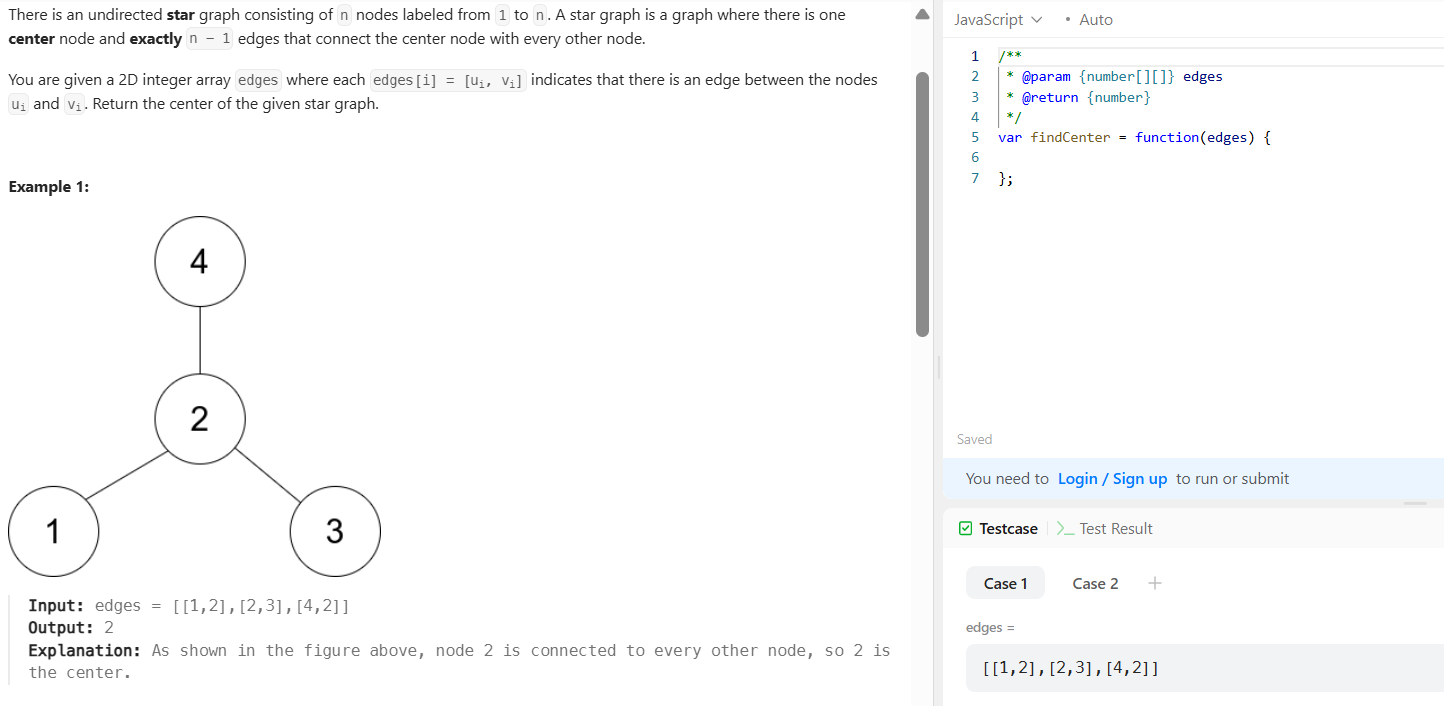 There is an undirected star graph consisting of n nodes labeled from 1 to n. A star graph is a graph where there is one
center node and exactly n - 1 edges that connect the center node with every other node.
You are given a 2D integer array edges where each edges[i] = [uᵢ, vᵢ] indicates that there is an edge between the nodes
uᵢ and vᵢ. Return the center of the given star graph.
Example 1:
4
2
1
3
Input: edges = [[1,2],[2,3],[4,2]]
Output: 2
Explanation: As shown in the figure above, node 2 is connected to every other node, so 2 is
the center.
JavaScript • Auto
1 /**
2 * @param {number[][]} edges
3 * @return {number}
4 */
5 var findCenter = function(edges) {
6
7 };
Saved
You need to Login / Sign up to run or submit
Testcase >_ Test Result
Case 1 Case 2 +
edges =
[[1,2],[2,3],[4,2]]